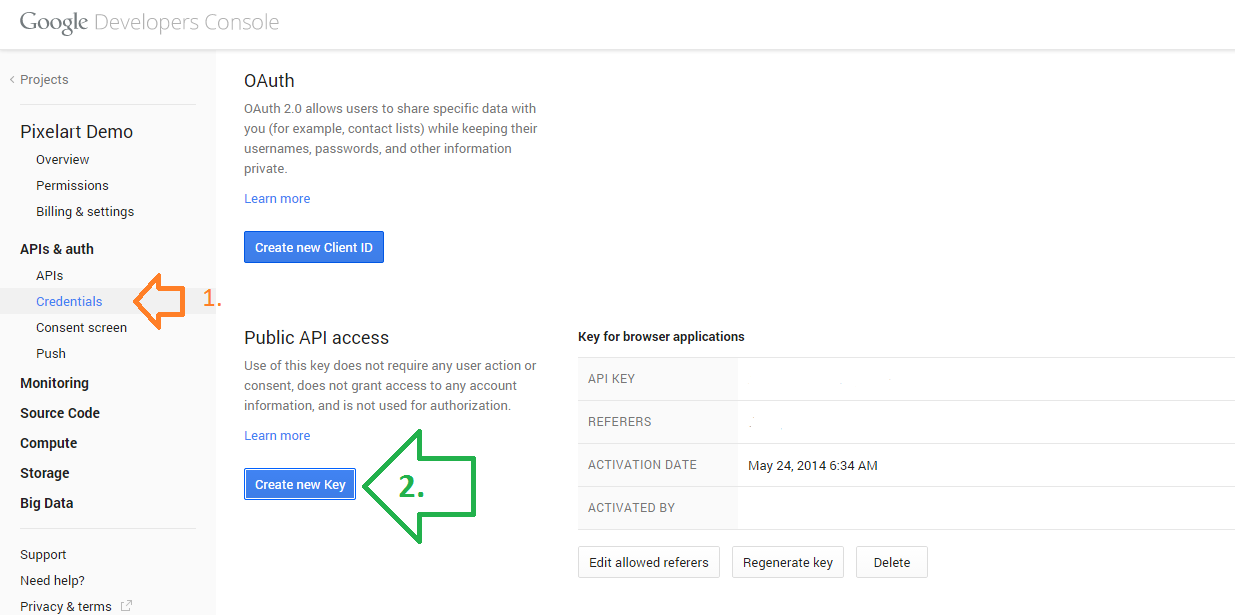 Google Developers Console
Projects
Pixelart Demo
Overview
Permissions
Billing & settings
APIs & auth
APIs
Credentials
1.
Consent screen
Push
Monitoring
Source Code
Compute
Storage
Big Data
Support
Need help?
Privacy & terms
OAuth
OAuth 2.0 allows users to share specific data with
you (for example, contact lists) while keeping their
usernames, passwords, and other information
private.
Learn more
Create new Client ID
Public API access
Use of this key does not require any user action or
consent, does not grant access to any account
information, and is not used for authorization.
Learn more
Create new Key
2.
Key for browser applications
API KEY
REFERERS
ACTIVATION DATE May 24, 2014 6:34 AM
ACTIVATED BY
Edit allowed referers Regenerate key Delete